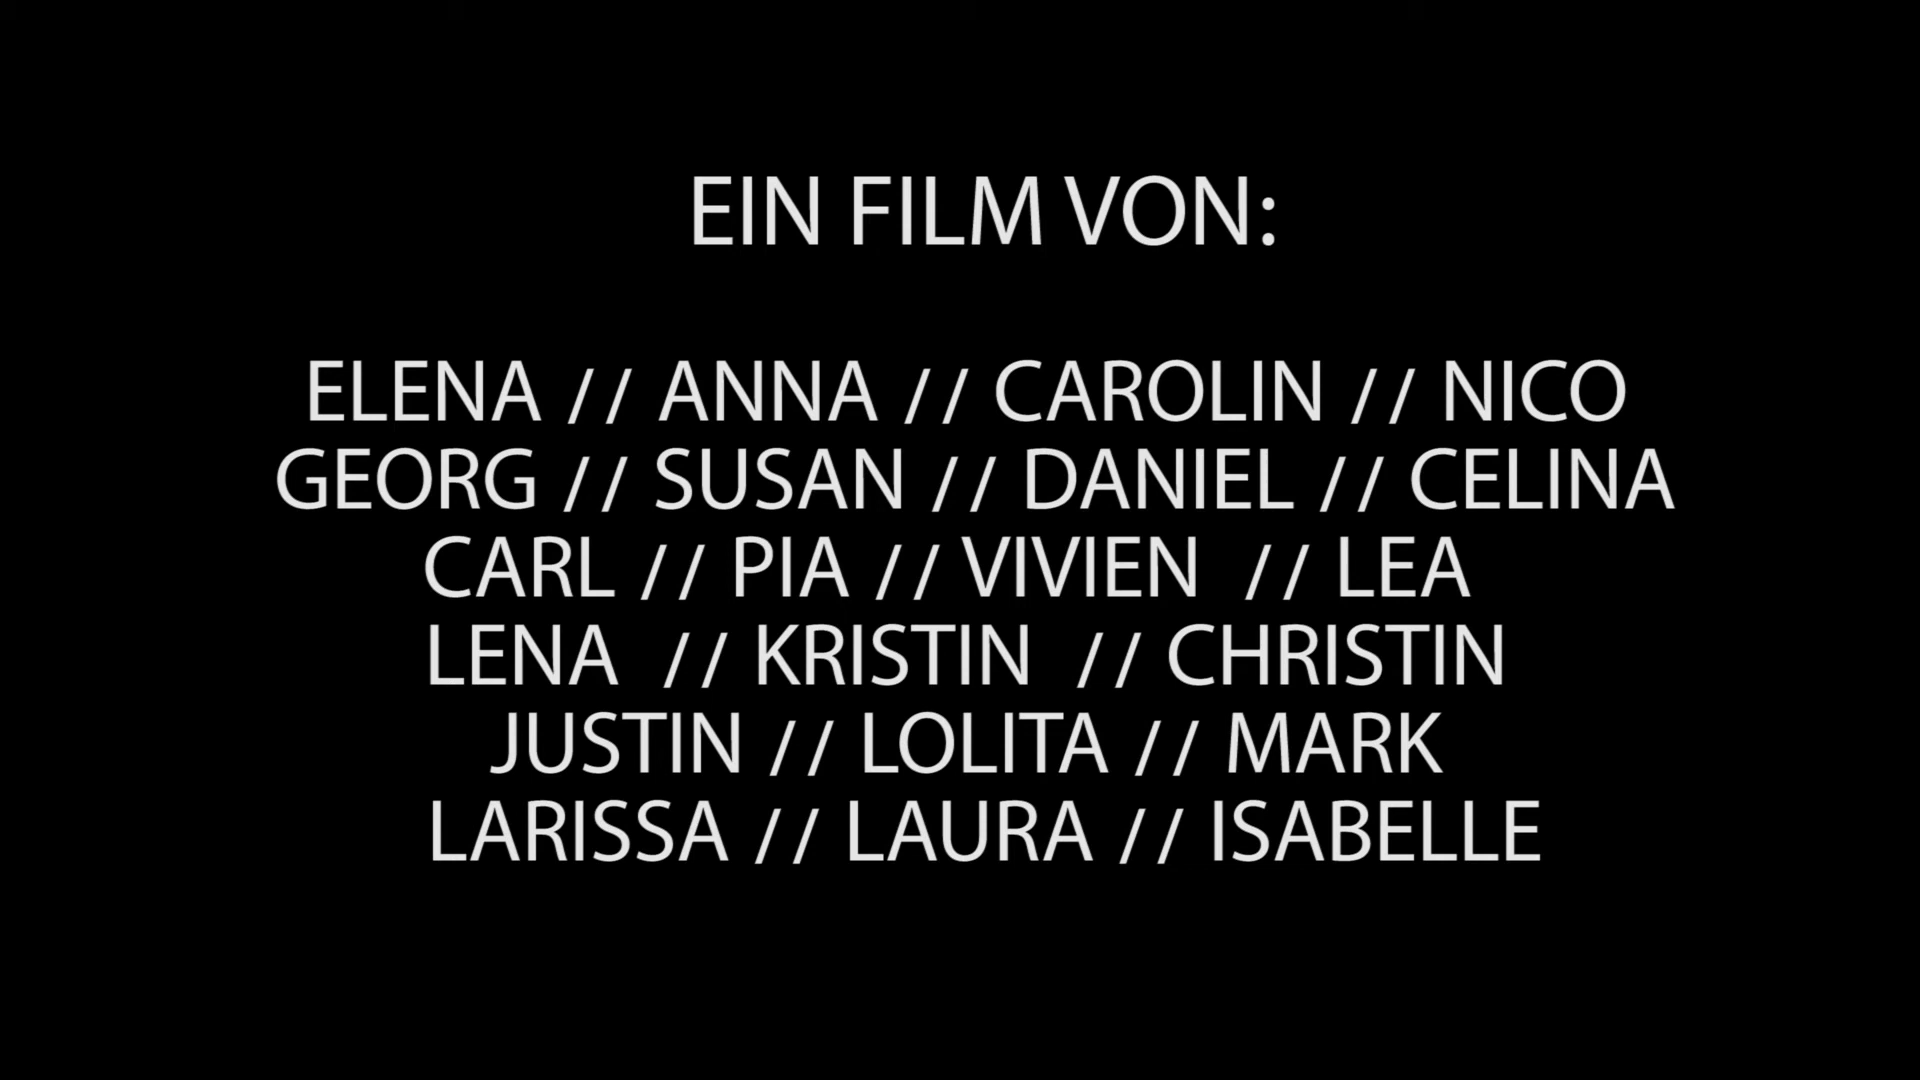 EIN FILM VON:
ELENA // ANNA // CAROLIN // NICO
GEORG // SUSAN // DANIEL // CELINA
CARL // PIA // VIVIEN // LEA
LENA // KRISTIN // CHRISTIN
JUSTIN // LOLITA // MARK
LARISSA // LAURA // ISABELLE